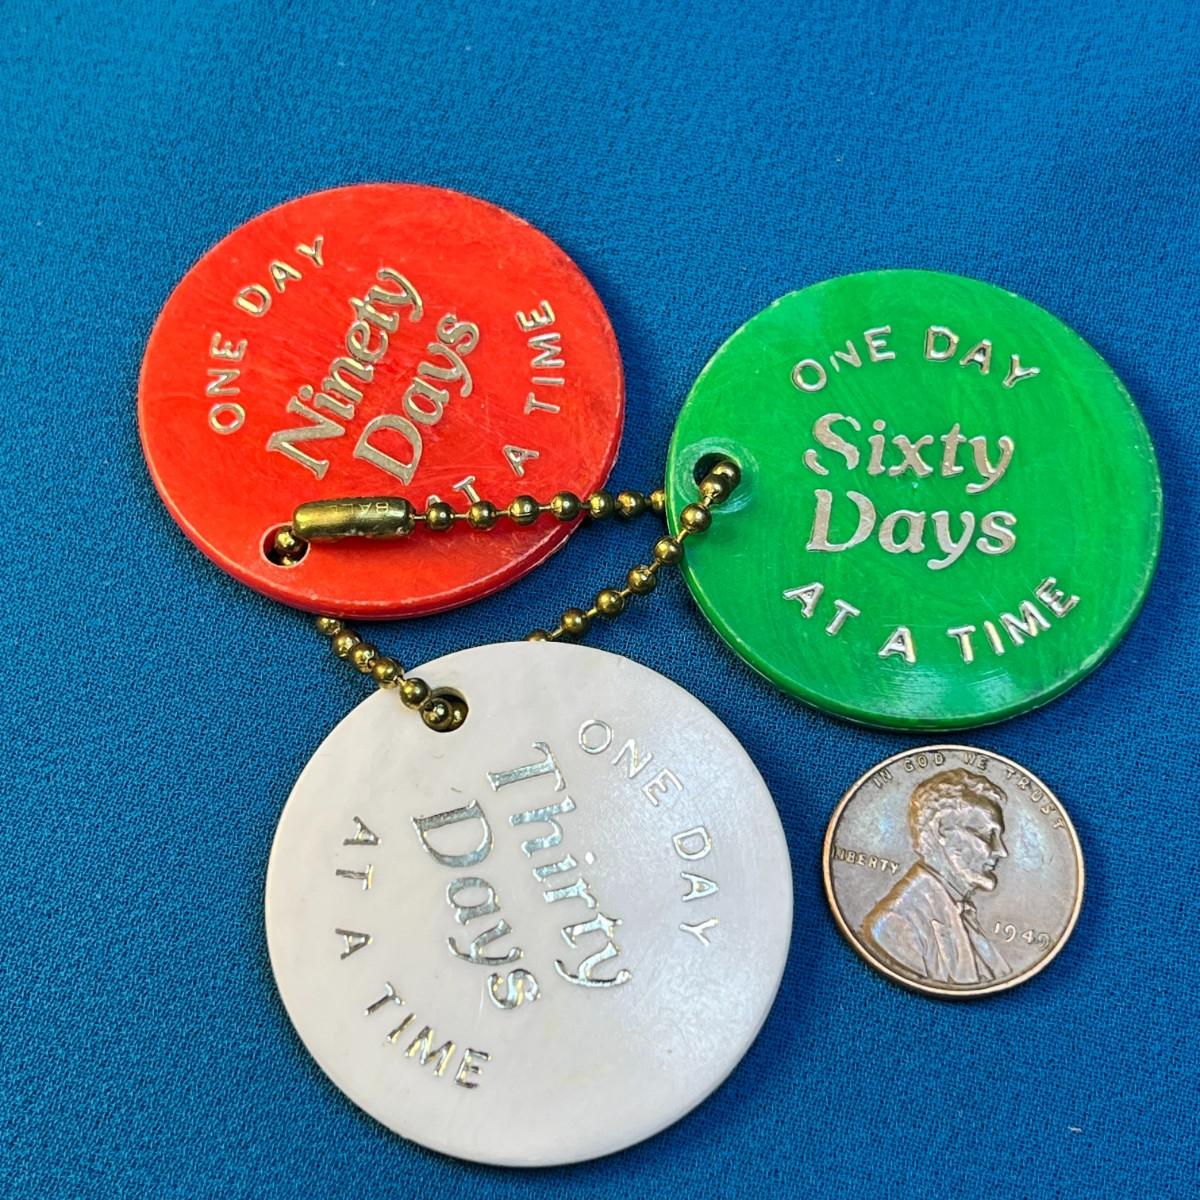 ONE DAY
Ninety
Days
AT A TIME
BALL
ONE DAY
Sixty
Days
AT A TIME
ONE DAY
Thirty
Days
AT A TIME
IN GOD WE TRUST
LIBERTY
1949